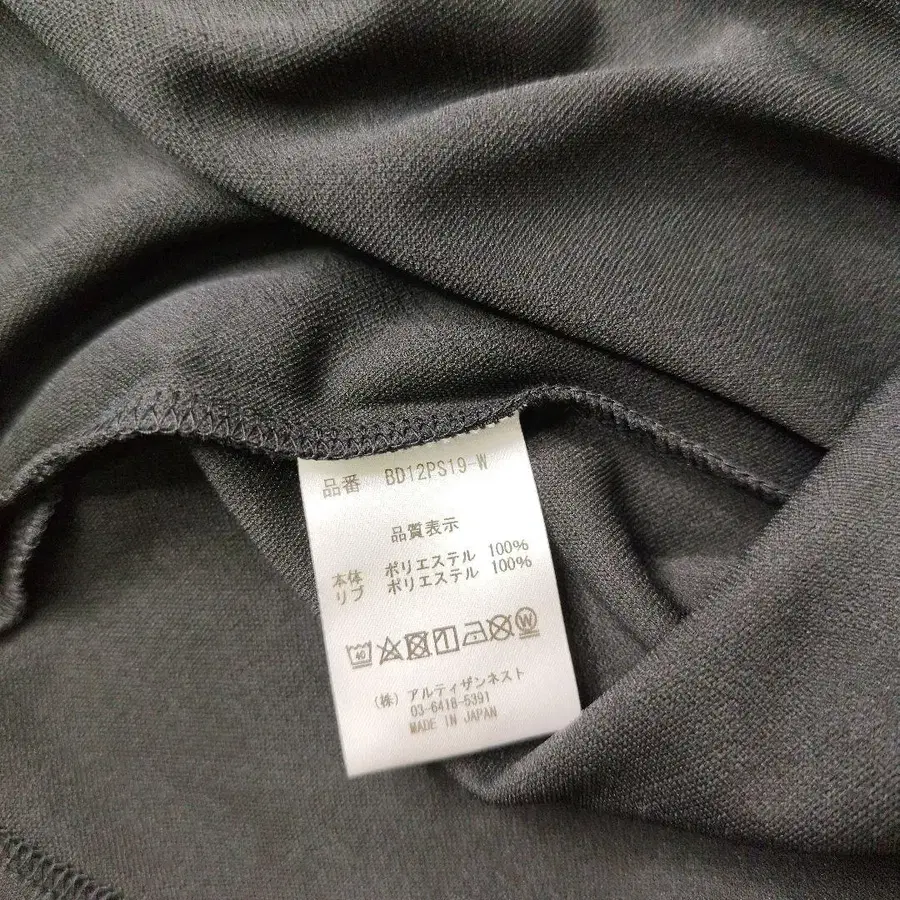 品番 BD12PS19-W
品質表示
本体 ポリエステル 100%
リブ ポリエステル 100%
40 W
(株) アルティザンネスト
03-6418-5391
MADE IN JAPAN